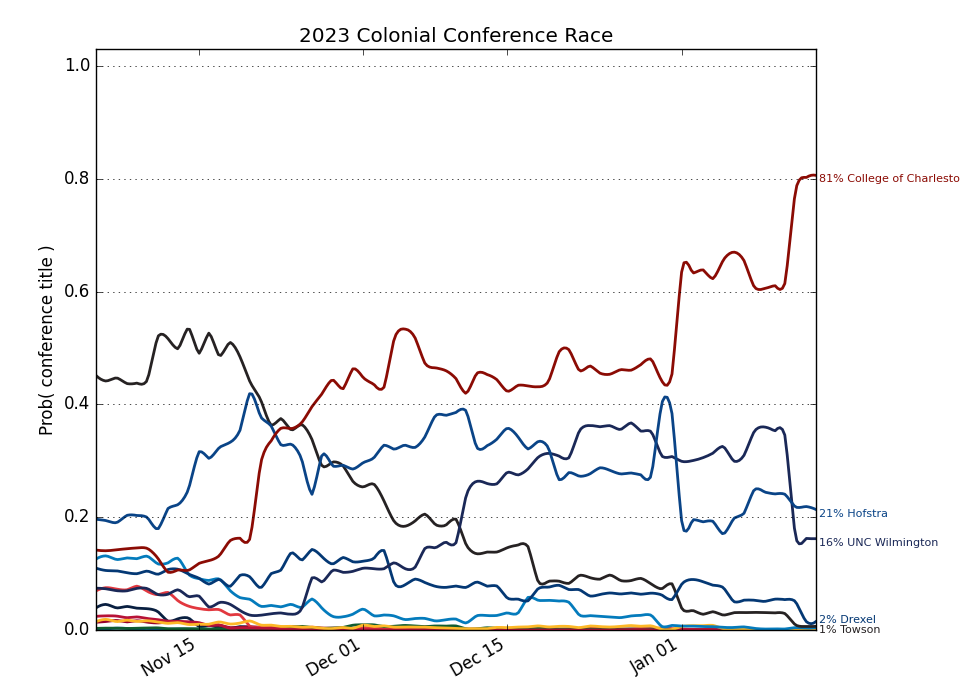 2023 Colonial Conference Race
Prob( conference title )
1.0
0.8
0.6
0.4
0.2
0.0
Nov 15
Dec 01
Dec 15
Jan 01
81% College of Charlesto
21% Hofstra
16% UNC Wilmington
2% Drexel
1% Towson